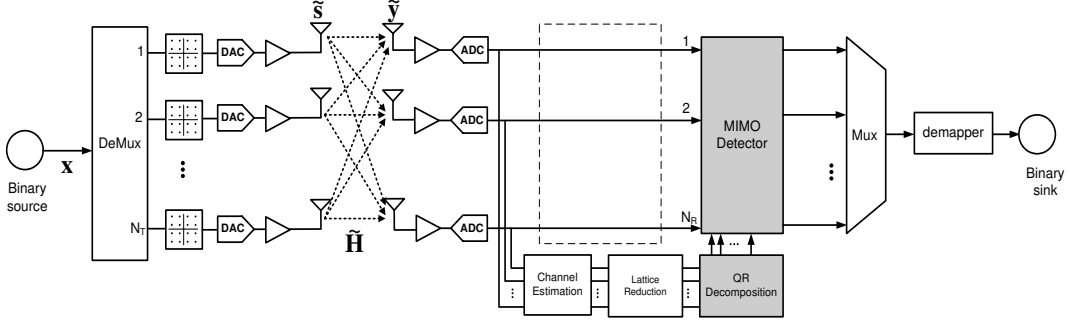 s̃
ỹ
1
DAC
ADC
1
2
DAC
ADC
2
DeMux
MIMO
Detector
Mux
demapper
x
Binary
source
Binary
sink
N_T
DAC
ADC
N_R
H̃
...
Channel
Estimation
Lattice
Reduction
QR
Decomposition